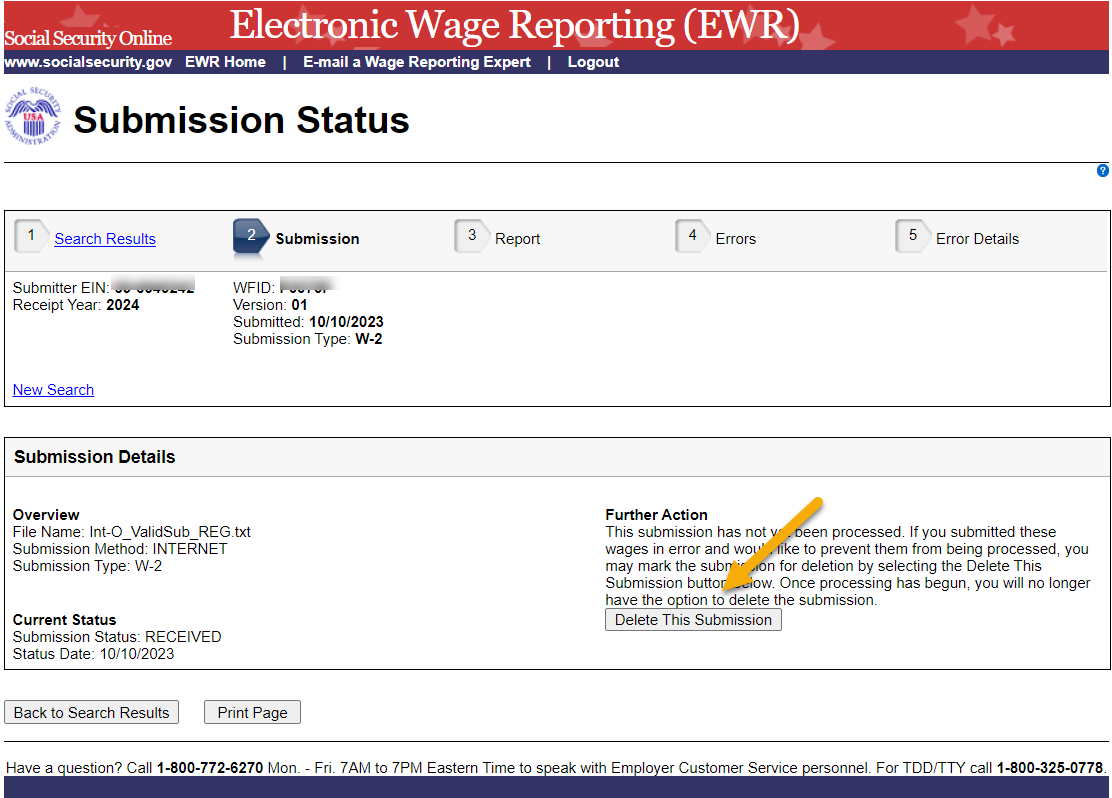 Social Security Online
Electronic Wage Reporting (EWR)
www.socialsecurity.gov EWR Home | E-mail a Wage Reporting Expert | Logout
SOCIAL SECURITY ADMINISTRATION
USA
Submission Status
?
1 Search Results
2 Submission
3 Report
4 Errors
5 Error Details
Submitter EIN:
Receipt Year: 2024
WFID:
Version: 01
Submitted: 10/10/2023
Submission Type: W-2
New Search
Submission Details
Overview
File Name: Int-O_ValidSub_REG.txt
Submission Method: INTERNET
Submission Type: W-2
Current Status
Submission Status: RECEIVED
Status Date: 10/10/2023
Further Action
This submission has not yet been processed. If you submitted these
wages in error and would like to prevent them from being processed, you
may mark the submission for deletion by selecting the Delete This
Submission button below. Once processing has begun, you will no longer
have the option to delete the submission.
Delete This Submission
Back to Search Results
Print Page
Have a question? Call 1-800-772-6270 Mon. - Fri. 7AM to 7PM Eastern Time to speak with Employer Customer Service personnel. For TDD/TTY call 1-800-325-0778.